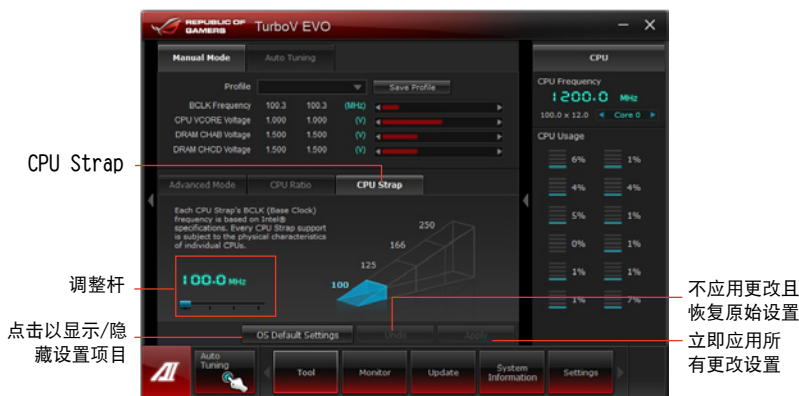 REPUBLIC OF GAMERS TurboV EVO
Manual Mode Auto Tuning
Profile Save Profile
BCLK Frequency 100.3 100.3 (MHz)
CPU VCORE Voltage 1.000 1.000 (V)
DRAM CHAB Voltage 1.500 1.500 (V)
DRAM CHCD Voltage 1.500 1.500 (V)
CPU Strap
Advanced Mode CPU Ratio CPU Strap
Each CPU Strap's BCLK (Base Clock)
frequency is based on Intel®
specifications. Every CPU Strap support
is subject to the physical characteristics
of individual CPUs.
250
166
125
100
调整杆
100.0 MHz
点击以显示/隐
藏设置项目
OS Default Settings Undo Apply
不应用更改且
恢复原始设置
立即应用所
有更改设置
CPU
CPU Frequency
1200.0 MHz
100.0 x 12.0 Core 0
CPU Usage
6% 1%
4% 4%
5% 1%
0% 1%
1% 1%
1% 7%
Auto
Tuning
Tool Monitor Update System
Information Settings